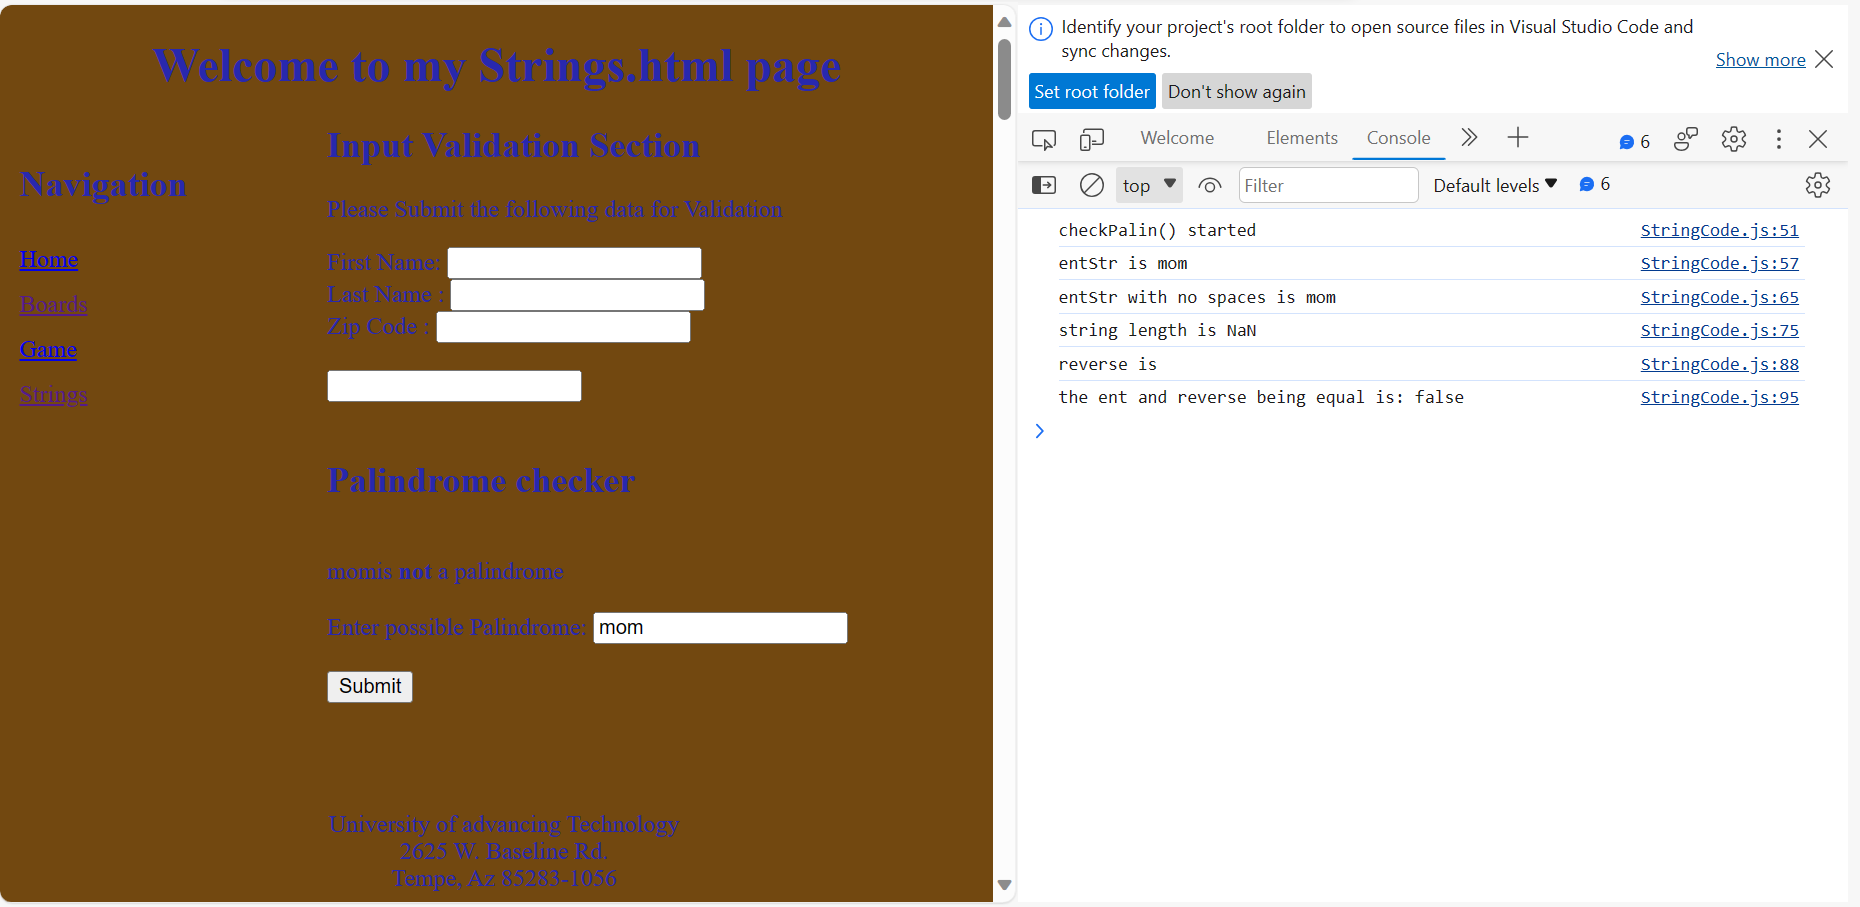 Welcome to my Strings.html page
Navigation
Home
Boards
Game
Strings
Input Validation Section
Please Submit the following data for Validation
First Name:
Last Name :
Zip Code :
Palindrome checker
momis not a palindrome
Enter possible Palindrome: mom
Submit
University of advancing Technology
2625 W. Baseline Rd.
Tempe, Az 85283-1056
Identify your project's root folder to open source files in Visual Studio Code and
sync changes.
Show more
Set root folder Don't show again
Welcome Elements Console 6
top Filter Default levels 6
checkPalin() started StringCode.js:51
entStr is mom StringCode.js:57
entStr with no spaces is mom StringCode.js:65
string length is NaN StringCode.js:75
reverse is StringCode.js:88
the ent and reverse being equal is: false StringCode.js:95